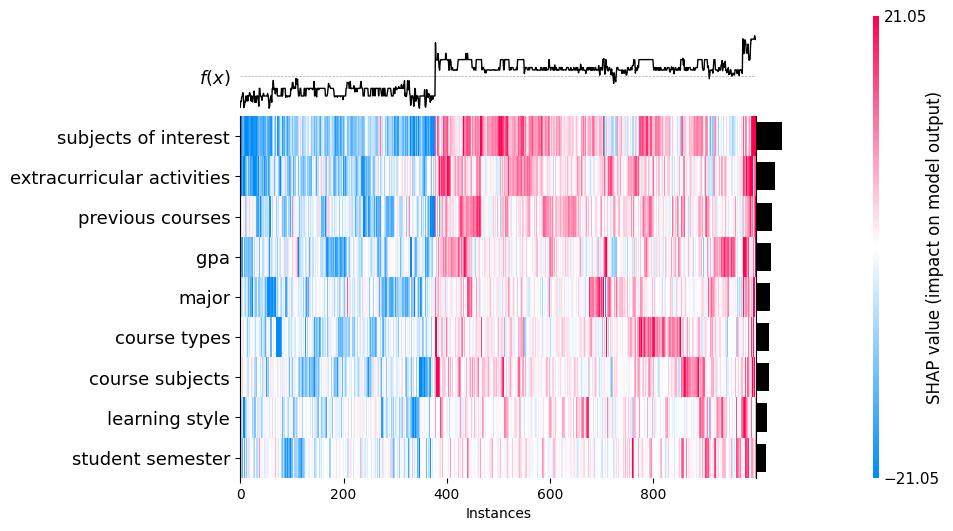 21.05
f(x)
subjects of interest
extracurricular activities
previous courses
gpa
major
course types
course subjects
learning style
student semester
0 200 400 600 800
Instances
SHAP value (impact on model output)
−21.05